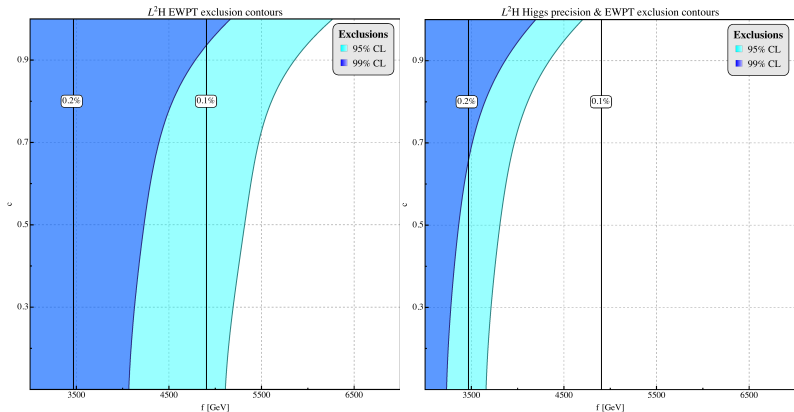 L²H EWPT exclusion contours
Exclusions
95% CL
99% CL
0.9
0.7
0.5
0.3
c
0.2%
0.1%
3500 4500 5500 6500
f [GeV]
L²H Higgs precision & EWPT exclusion contours
Exclusions
95% CL
99% CL
0.9
0.7
0.5
0.3
c
0.2%
0.1%
3500 4500 5500 6500
f [GeV]